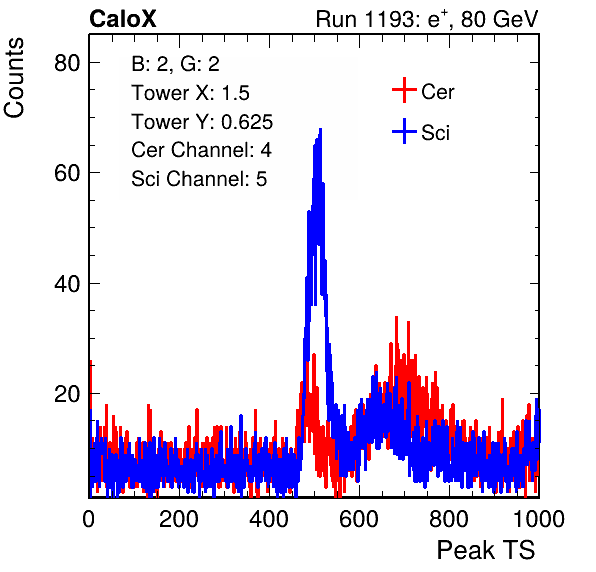 CaloX Run 1193: e⁺, 80 GeV
Counts
B: 2, G: 2
Tower X: 1.5
Tower Y: 0.625
Cer Channel: 4
Sci Channel: 5
Cer
Sci
80
60
40
20
0 200 400 600 800 1000
Peak TS